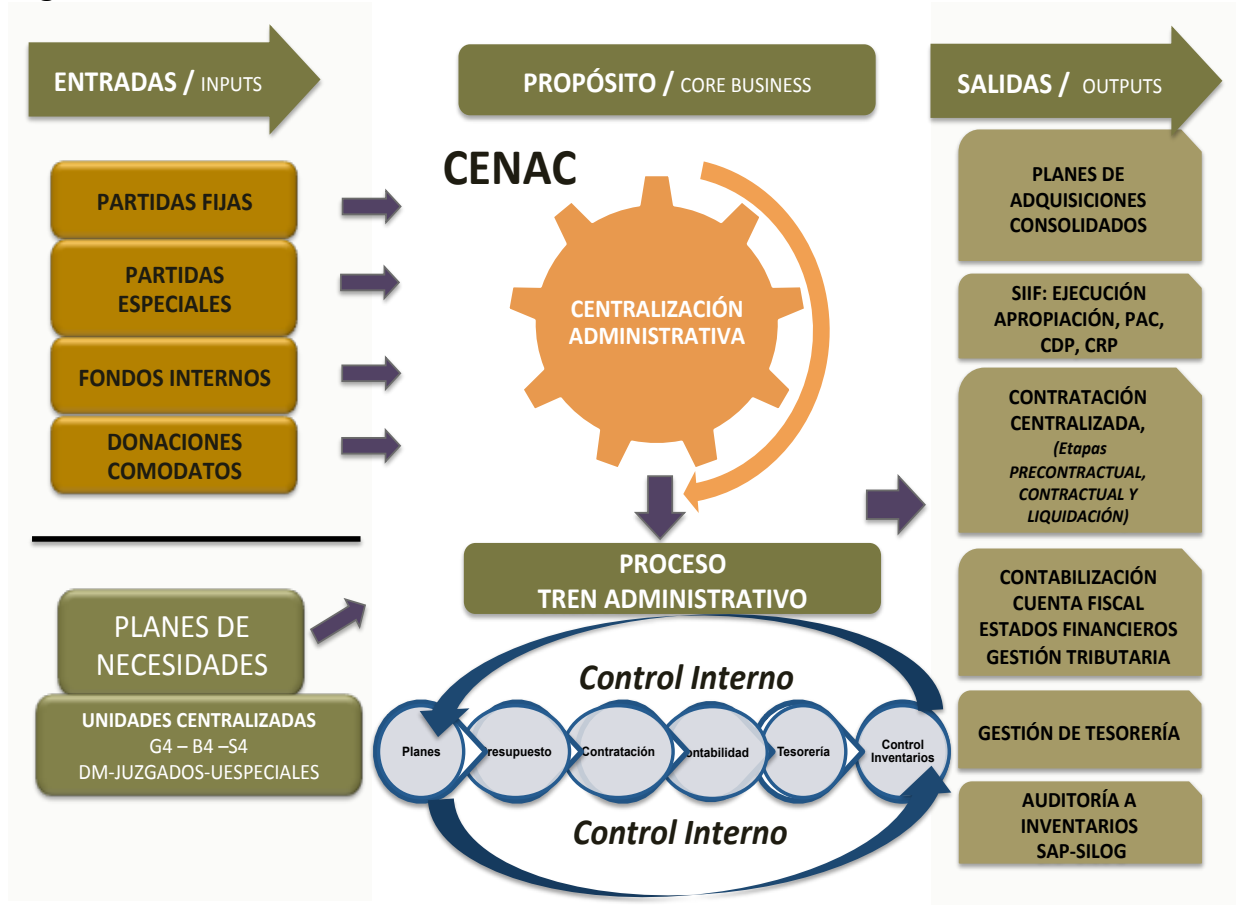 ENTRADAS / INPUTS
PROPÓSITO / CORE BUSINESS
SALIDAS / OUTPUTS
PARTIDAS FIJAS
PARTIDAS
ESPECIALES
FONDOS INTERNOS
DONACIONES
COMODATOS
PLANES DE
NECESIDADES
UNIDADES CENTRALIZADAS
G4 – B4 –S4
DM-JUZGADOS-UESPECIALES
CENAC
CENTRALIZACIÓN
ADMINISTRATIVA
PROCESO
TREN ADMINISTRATIVO
Control Interno
Planes
resupuesto
Contratación
ontabilidad
Tesorería
Control
Inventarios
Control Interno
PLANES DE
ADQUISICIONES
CONSOLIDADOS
SIIF: EJECUCIÓN
APROPIACIÓN, PAC,
CDP, CRP
CONTRATACIÓN
CENTRALIZADA,
(Etapas
PRECONTRACTUAL,
CONTRACTUAL Y
LIQUIDACIÓN)
CONTABILIZACIÓN
CUENTA FISCAL
ESTADOS FINANCIEROS
GESTIÓN TRIBUTARIA
GESTIÓN DE TESORERÍA
AUDITORÍA A
INVENTARIOS
SAP-SILOG